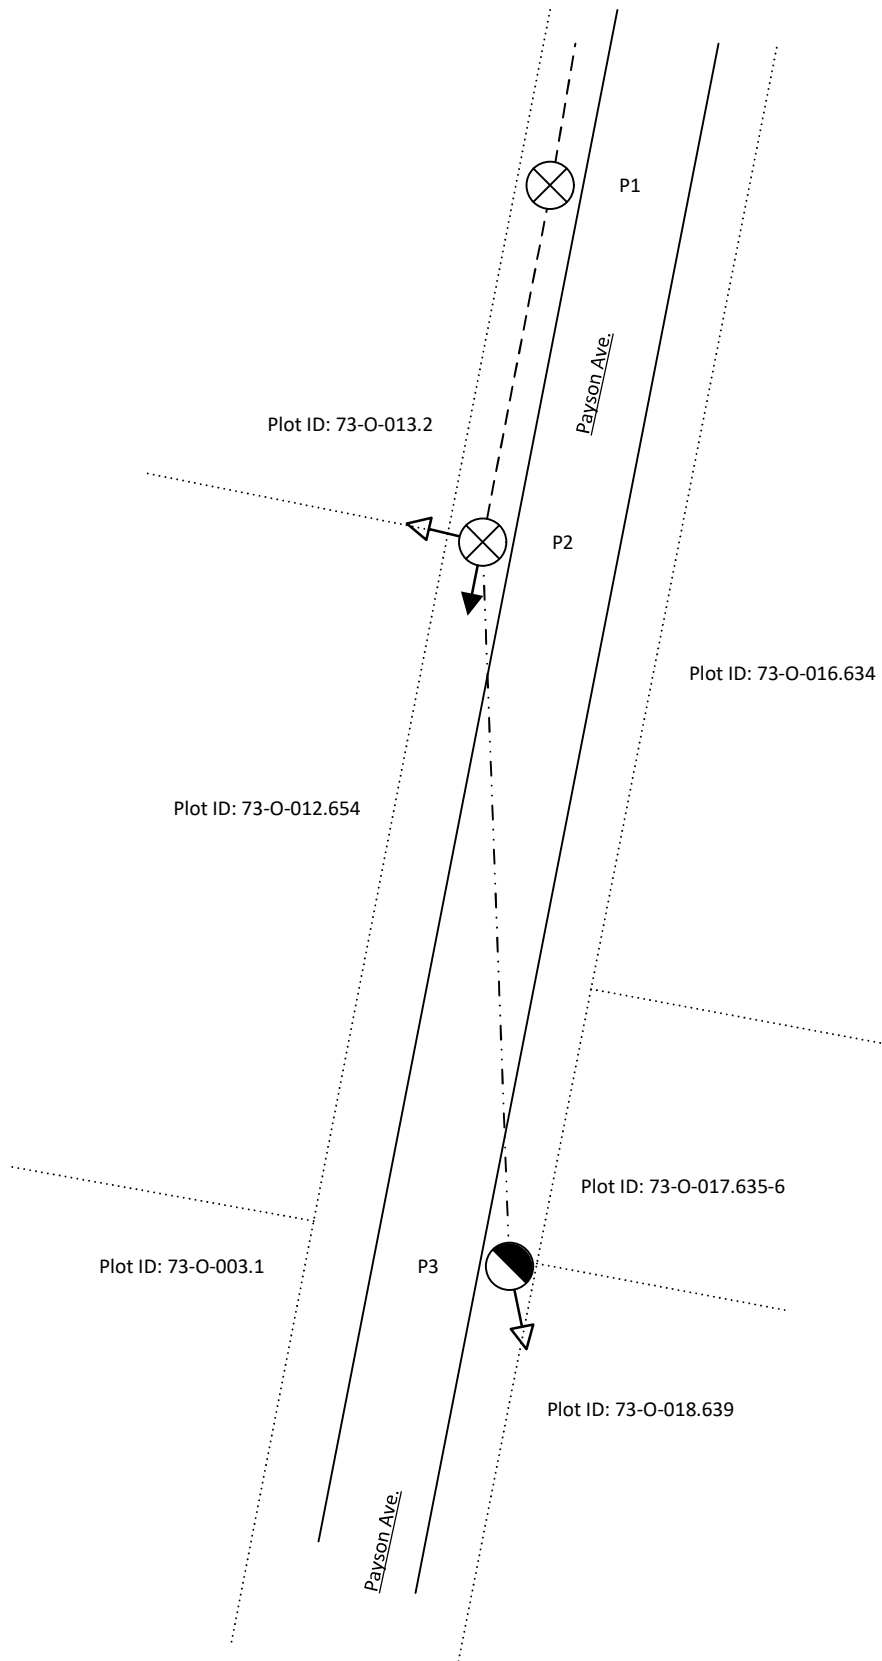 P1
Payson Ave.
Plot ID: 73-O-013.2
P2
Plot ID: 73-O-016.634
Plot ID: 73-O-012.654
Plot ID: 73-O-017.635-6
Plot ID: 73-O-003.1
P3
Plot ID: 73-O-018.639
Payson Ave.